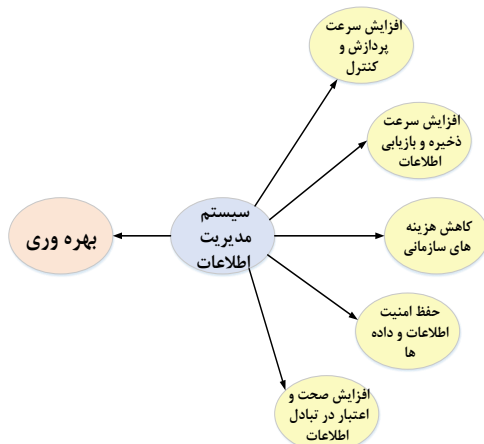 افزایش سرعت
پردازش و
کنترل
افزایش سرعت
ذخیره و بازیابی
اطلاعات
سیستم
مدیریت
اطلاعات
بهره وری
کاهش هزینه
های سازمانی
حفظ امنیت
اطلاعات و داده
ها
افزایش صحت و
اعتبار در تبادل
اطلاعات